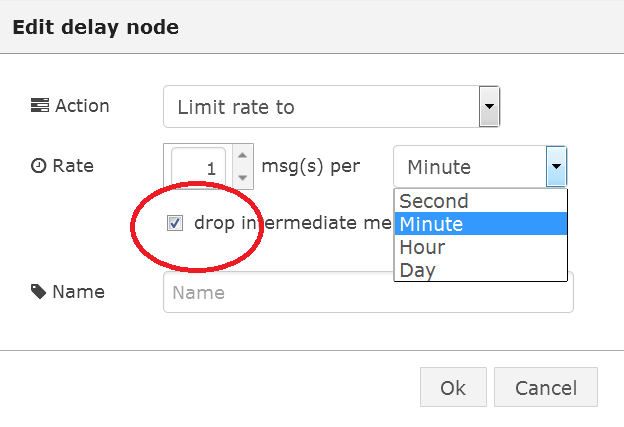 Edit delay node
Action
Limit rate to
Rate
1
msg(s) per
Minute
Second
Minute
Hour
Day
drop intermediate me
Name
Name
Ok
Cancel